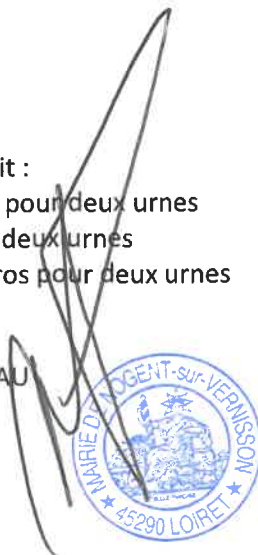 it :
pour deux urnes
deux urnes
ros pour deux urnes
AU
MAIRIE DE NOGENT-sur-VERNISSON
★ 45290 LOIRET ★